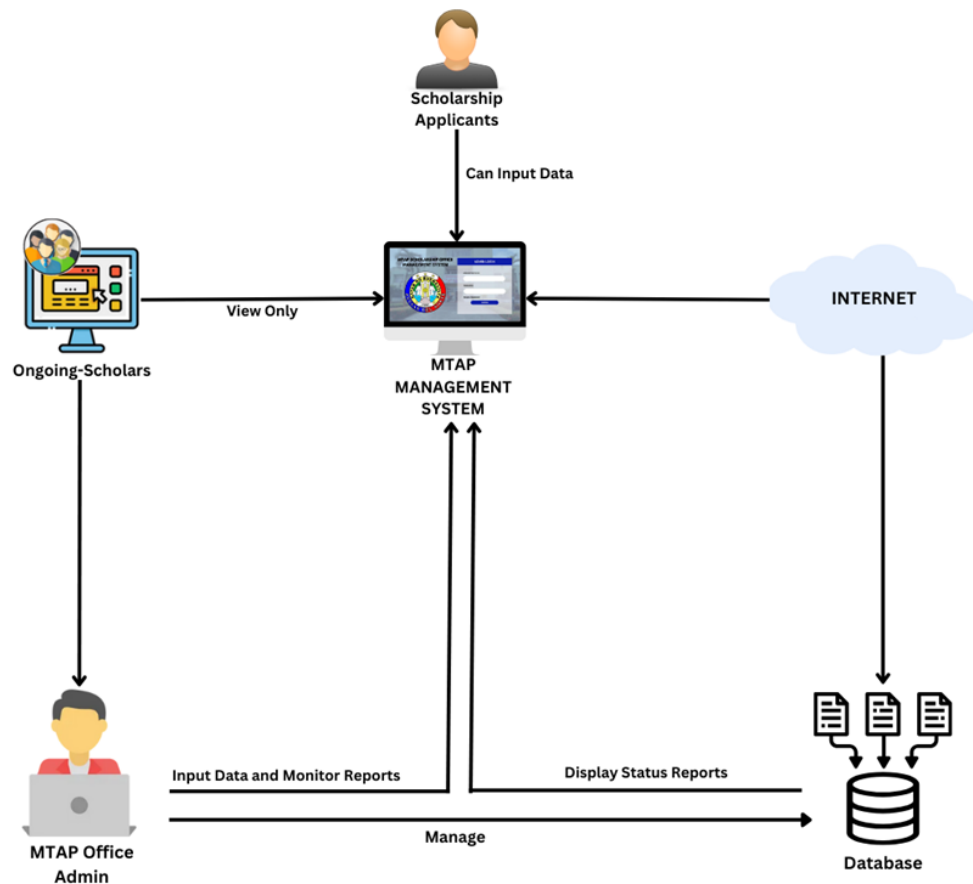 Scholarship
Applicants
Can Input Data
View Only
INTERNET
Ongoing-Scholars
MTAP
MANAGEMENT
SYSTEM
Input Data and Monitor Reports
Display Status Reports
Manage
MTAP Office
Admin
Database